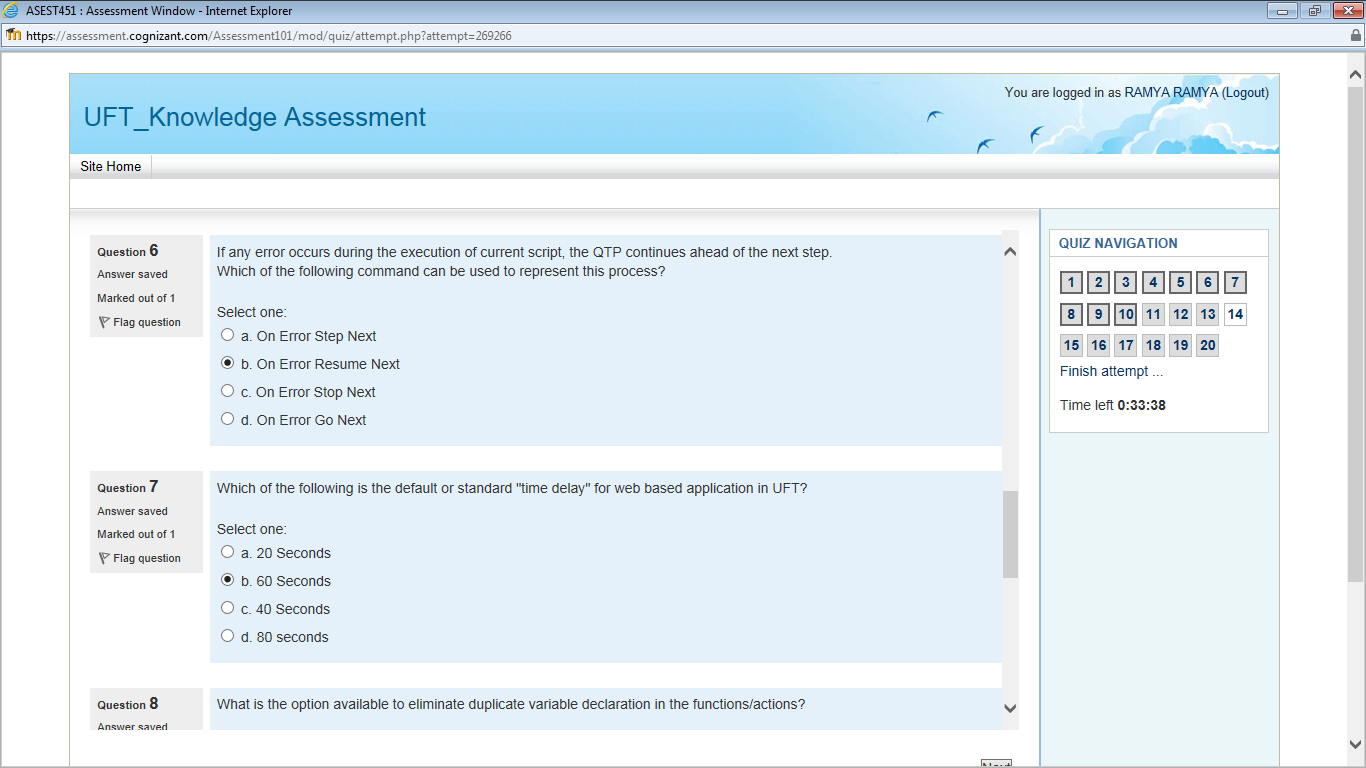 ASEST451 : Assessment Window - Internet Explorer
https://assessment.cognizant.com/Assessment101/mod/quiz/attempt.php?attempt=269266
You are logged in as RAMYA RAMYA (Logout)
UFT_Knowledge Assessment
Site Home
Question 6
Answer saved
Marked out of 1
Flag question
If any error occurs during the execution of current script, the QTP continues ahead of the next step.
Which of the following command can be used to represent this process?
Select one:
a. On Error Step Next
b. On Error Resume Next
c. On Error Stop Next
d. On Error Go Next
Question 7
Answer saved
Marked out of 1
Flag question
Which of the following is the default or standard "time delay" for web based application in UFT?
Select one:
a. 20 Seconds
b. 60 Seconds
c. 40 Seconds
d. 80 seconds
Question 8
Answer saved
What is the option available to eliminate duplicate variable declaration in the functions/actions?
Next
QUIZ NAVIGATION
1 2 3 4 5 6 7
8 9 10 11 12 13 14
15 16 17 18 19 20
Finish attempt ...
Time left 0:33:38